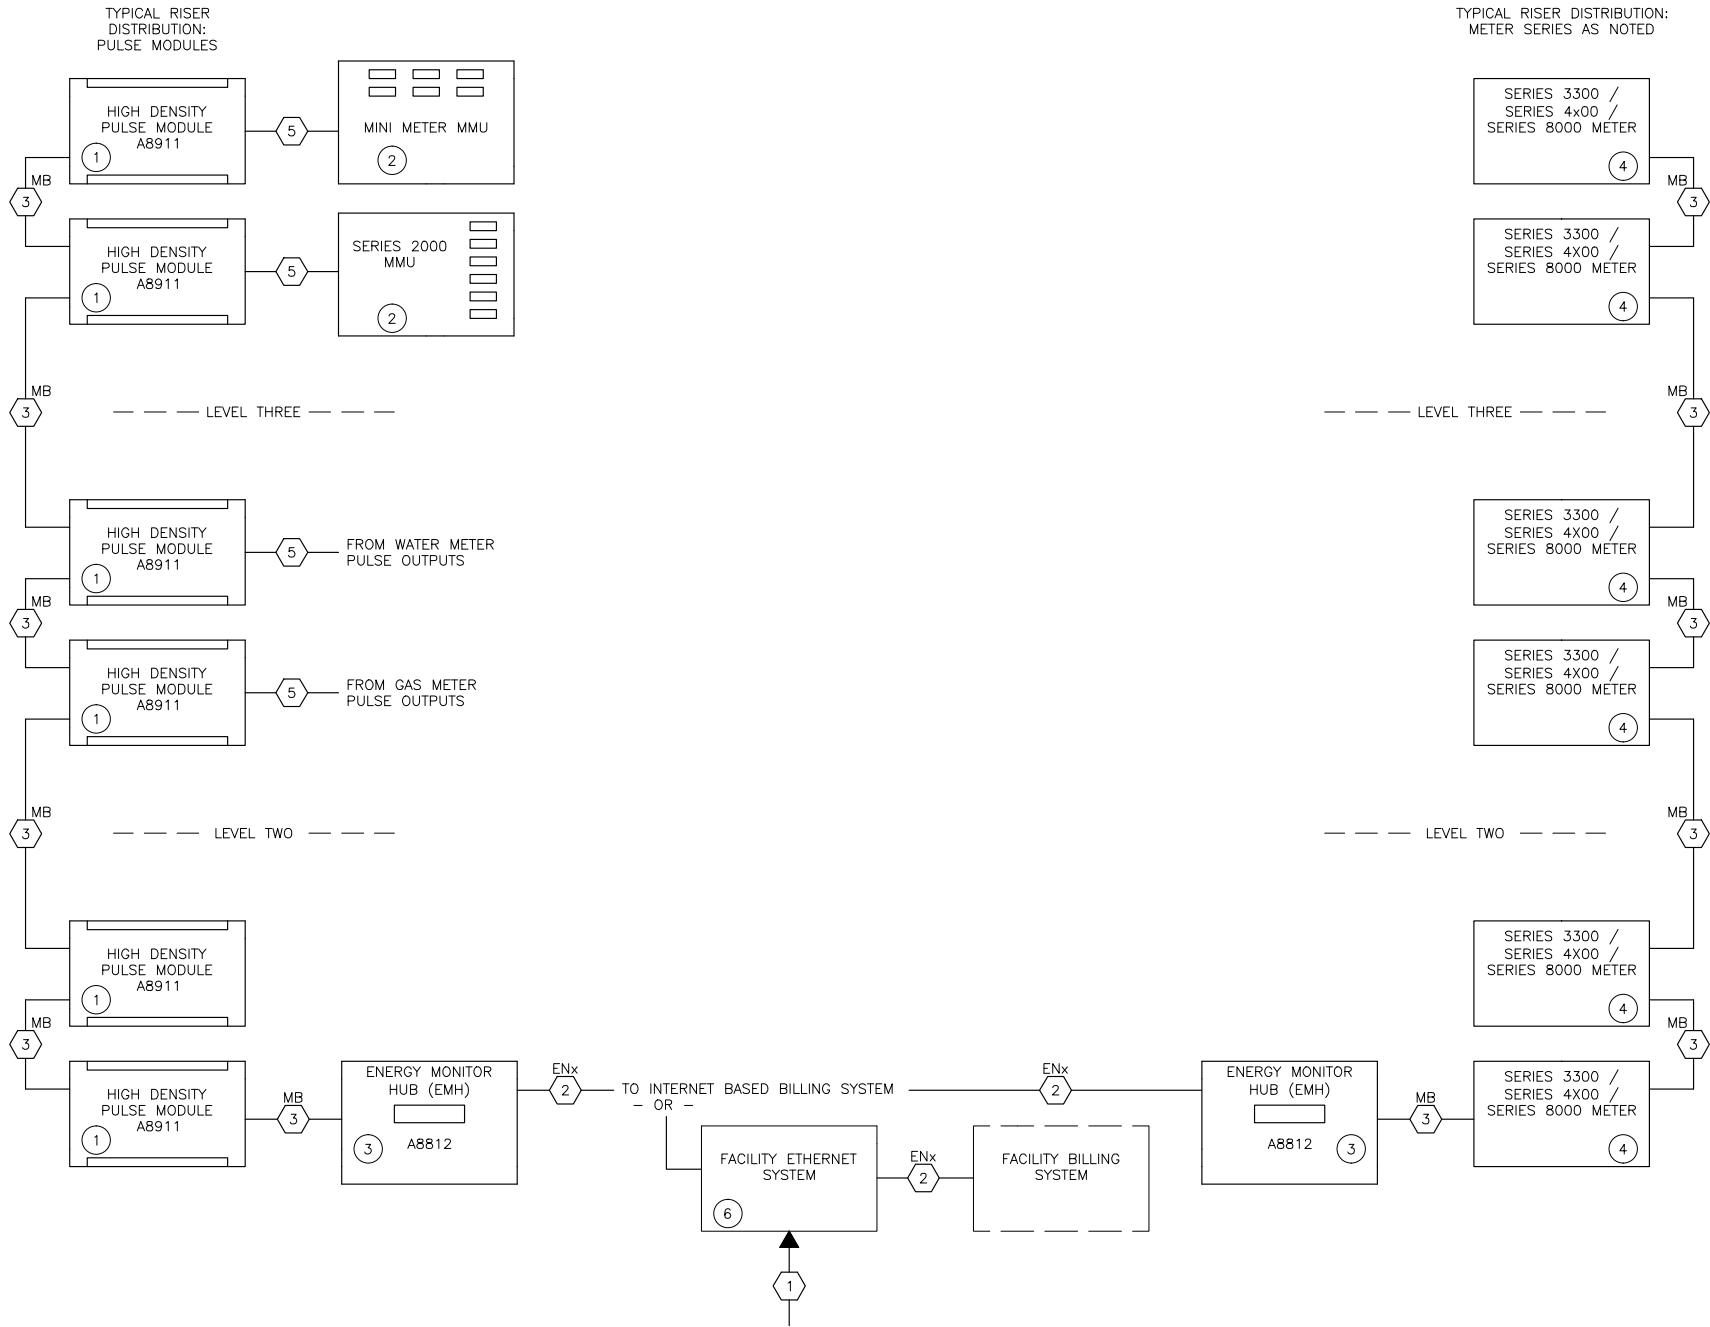 TYPICAL RISER
DISTRIBUTION:
PULSE MODULES
HIGH DENSITY
PULSE MODULE
A8911
1
5
MINI METER MMU
2
MB
3
HIGH DENSITY
PULSE MODULE
A8911
1
5
SERIES 2000
MMU
2
MB
3
LEVEL THREE
HIGH DENSITY
PULSE MODULE
A8911
1
5
FROM WATER METER
PULSE OUTPUTS
MB
3
HIGH DENSITY
PULSE MODULE
A8911
1
5
FROM GAS METER
PULSE OUTPUTS
MB
3
LEVEL TWO
HIGH DENSITY
PULSE MODULE
A8911
1
MB
3
HIGH DENSITY
PULSE MODULE
A8911
1
MB
3
ENERGY MONITOR
HUB (EMH)
A8812
3
ENx
2
TO INTERNET BASED BILLING SYSTEM
- OR -
FACILITY ETHERNET
SYSTEM
6
1
ENx
2
FACILITY BILLING
SYSTEM
ENx
2
ENERGY MONITOR
HUB (EMH)
A8812
3
MB
3
TYPICAL RISER DISTRIBUTION:
METER SERIES AS NOTED
SERIES 3300 /
SERIES 4x00 /
SERIES 8000 METER
4
MB
3
SERIES 3300 /
SERIES 4X00 /
SERIES 8000 METER
4
MB
3
LEVEL THREE
SERIES 3300 /
SERIES 4X00 /
SERIES 8000 METER
4
MB
3
SERIES 3300 /
SERIES 4X00 /
SERIES 8000 METER
4
MB
3
LEVEL TWO
SERIES 3300 /
SERIES 4X00 /
SERIES 8000 METER
4
MB
3
SERIES 3300 /
SERIES 4X00 /
SERIES 8000 METER
4